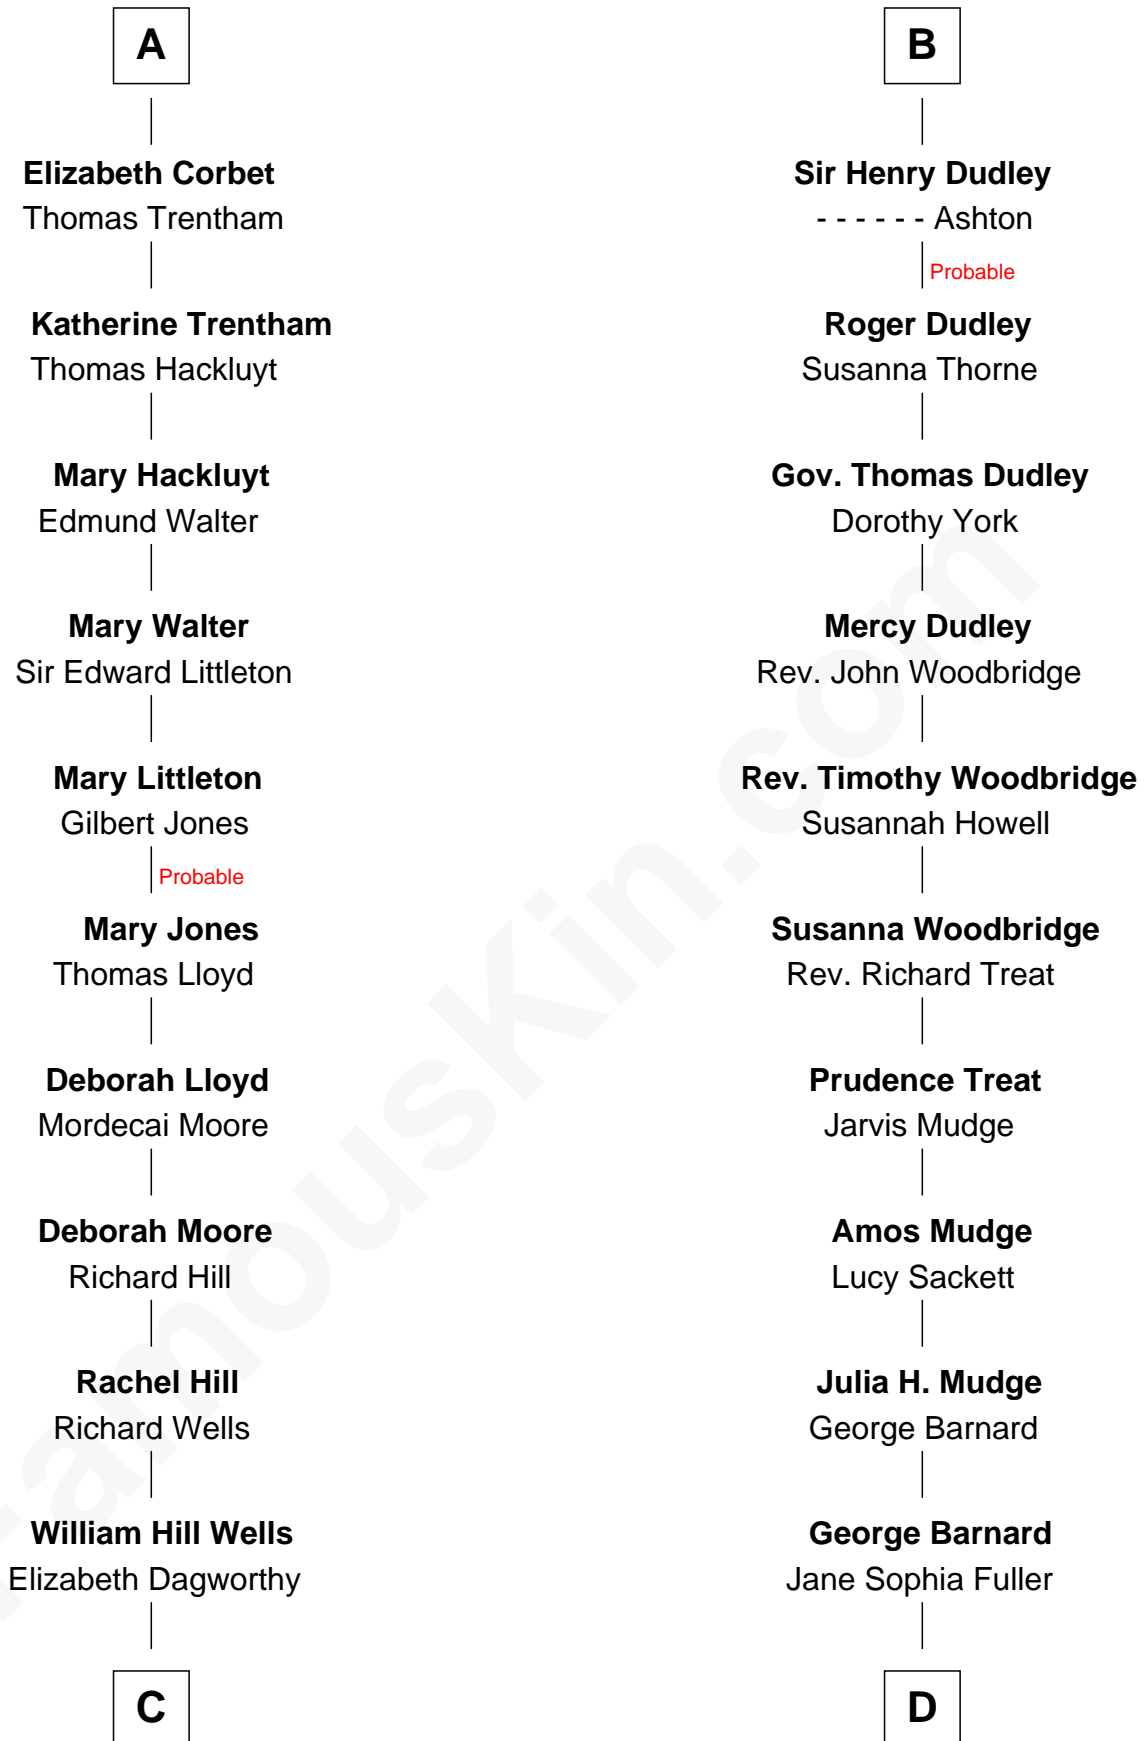 A
Elizabeth Corbet
Thomas Trentham
Katherine Trentham
Thomas Hackluyt
Mary Hackluyt
Edmund Walter
Mary Walter
Sir Edward Littleton
Mary Littleton
Gilbert Jones
Probable
Mary Jones
Thomas Lloyd
Deborah Lloyd
Mordecai Moore
Deborah Moore
Richard Hill
Rachel Hill
Richard Wells
William Hill Wells
Elizabeth Dagworthy
C
B
Sir Henry Dudley
- - - - - - Ashton
Probable
Roger Dudley
Susanna Thorne
Gov. Thomas Dudley
Dorothy York
Mercy Dudley
Rev. John Woodbridge
Rev. Timothy Woodbridge
Susannah Howell
Susanna Woodbridge
Rev. Richard Treat
Prudence Treat
Jarvis Mudge
Amos Mudge
Lucy Sackett
Julia H. Mudge
George Barnard
George Barnard
Jane Sophia Fuller
D
FamousKin.com